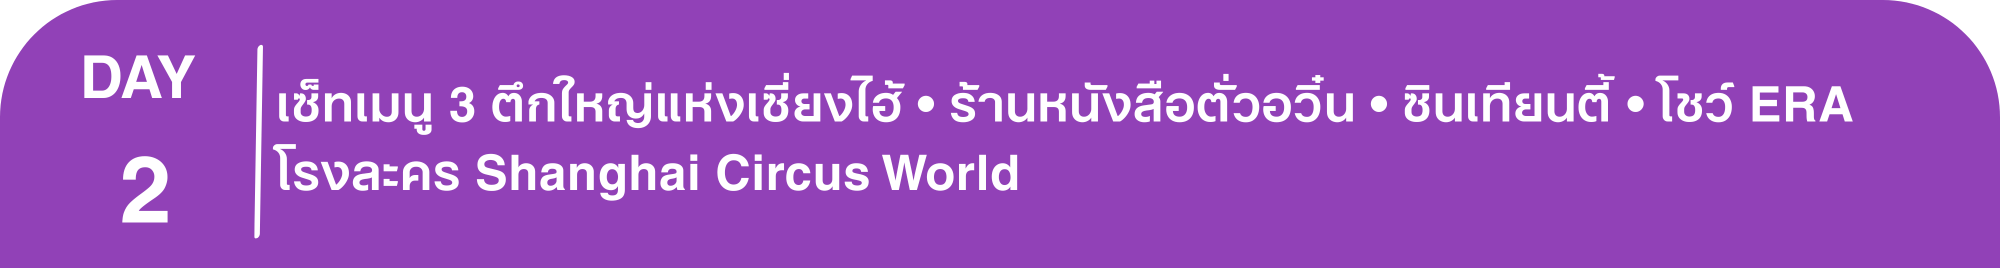 DAY
2
เซ็ทเมนู 3 ตึกใหญ่แห่งเซี่ยงไฮ้ • ร้านหนังสือตั่วอวิ๋น • ซินเทียนตี้ • โชว์ ERA
โรงละคร Shanghai Circus World